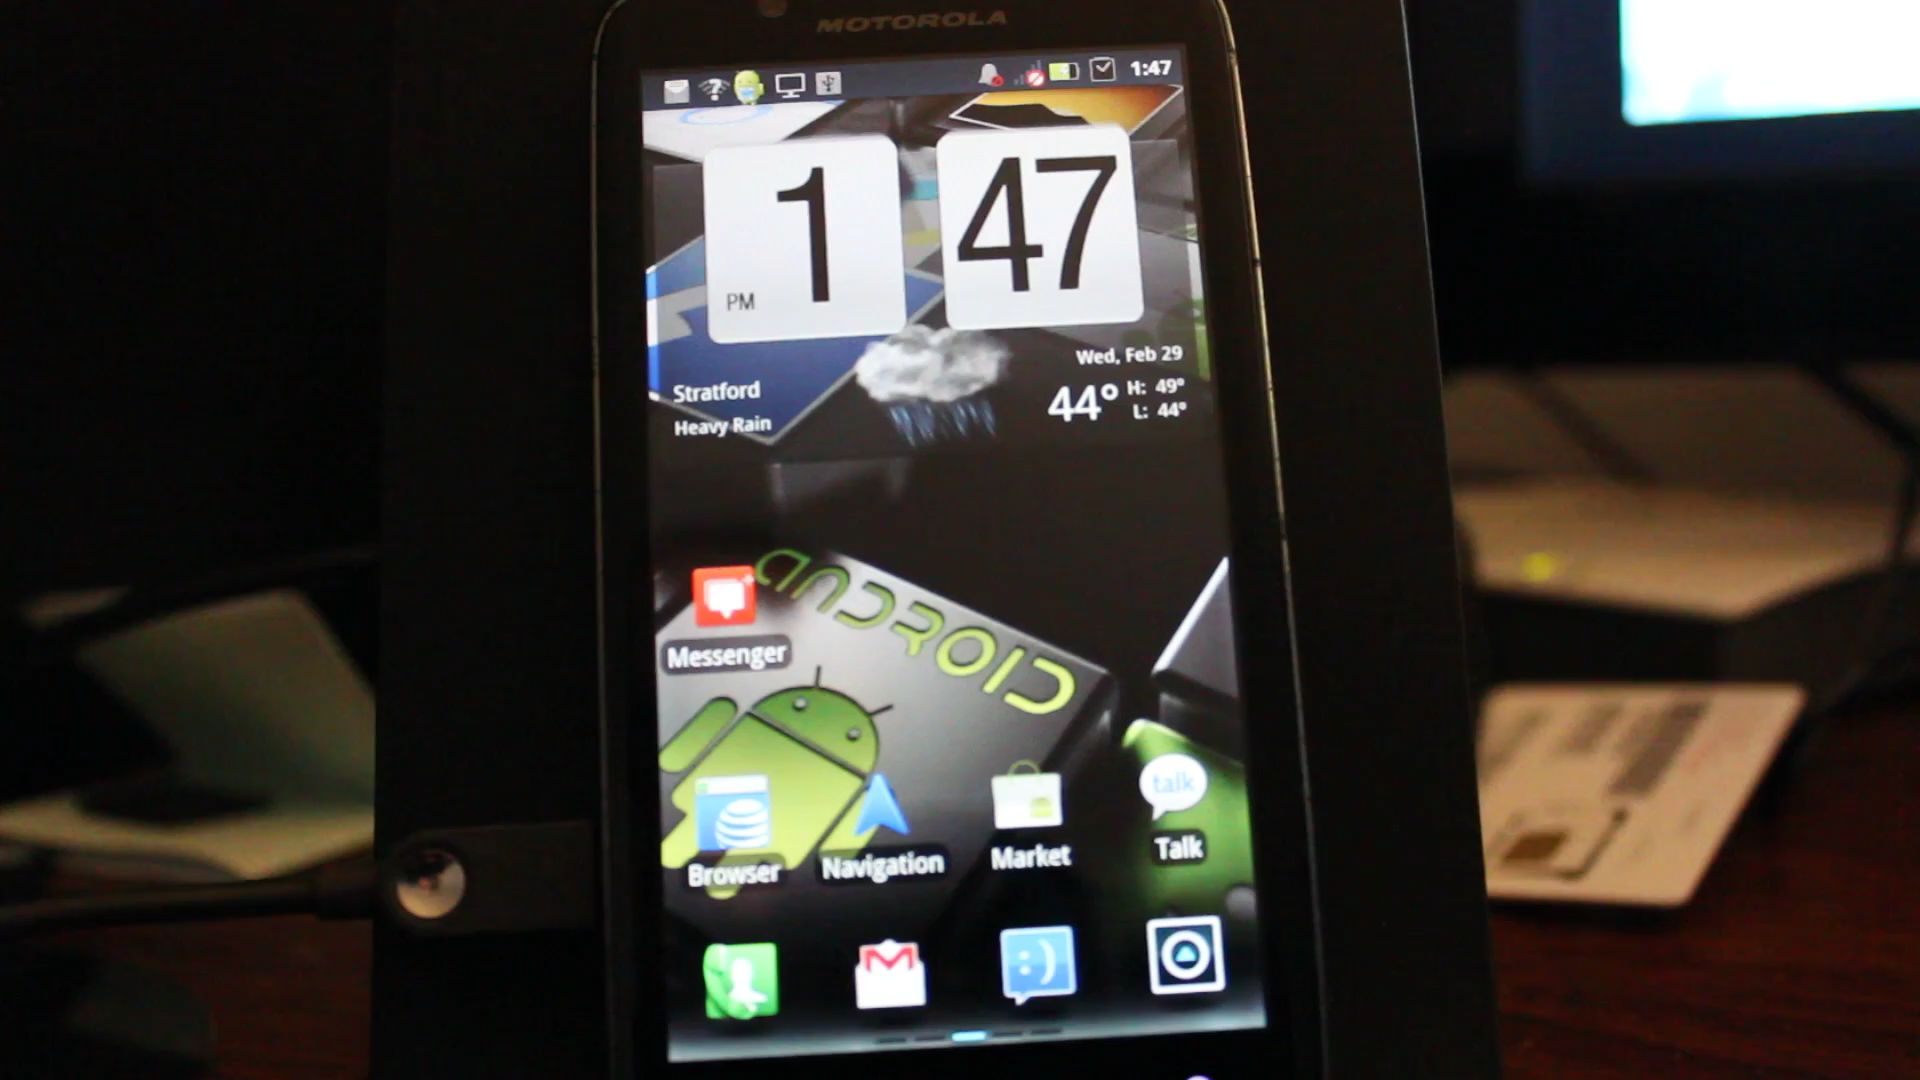 MOTOROLA
1:47
1 47
PM
Wed, Feb 29
Stratford
44° H: 49°
L: 44°
Heavy Rain
ANDROID
Messenger
talk
Browser
Navigation
Market
Talk
:)